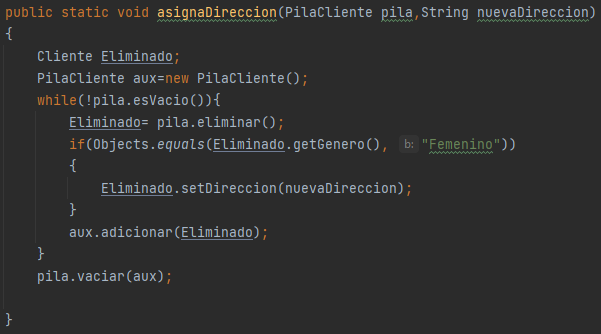 public static void asignaDireccion(PilaCliente pila,String nuevaDireccion)
{
Cliente Eliminado;
PilaCliente aux=new PilaCliente();
while(!pila.esVacio()){
Eliminado= pila.eliminar();
if(Objects.equals(Eliminado.getGenero(), b: "Femenino"))
{
Eliminado.setDireccion(nuevaDireccion);
}
aux.adicionar(Eliminado);
}
pila.vaciar(aux);
}